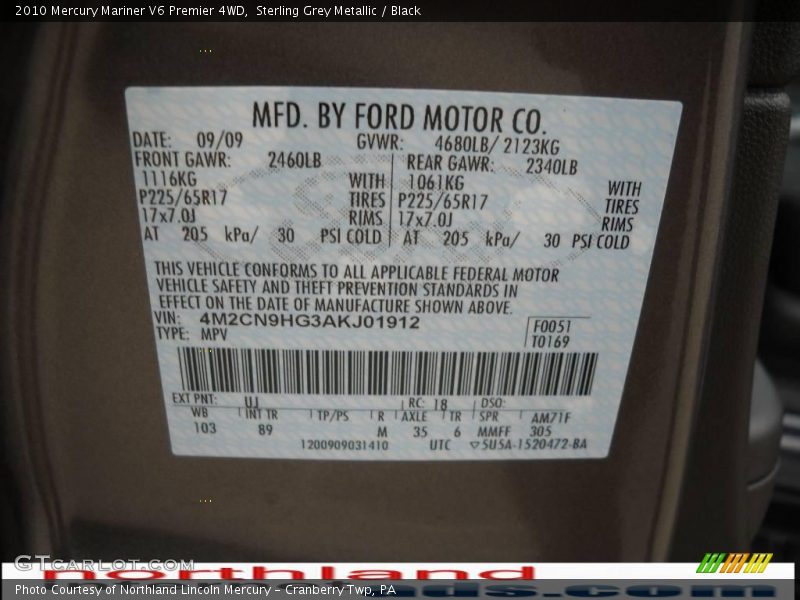 2010 Mercury Mariner V6 Premier 4WD,  Sterling Grey Metallic / Black
MFD. BY FORD MOTOR CO.
DATE: 09/09 GVWR: 4680LB/ 2123KG
FRONT GAWR: 2460LB REAR GAWR: 2340LB
1116KG WITH 1061KG WITH
P225/65R17 TIRES P225/65R17 TIRES
17x7.0J RIMS 17x7.0J RIMS
AT 205 kPa/ 30 PSI COLD AT 205 kPa/ 30 PSI COLD
THIS VEHICLE CONFORMS TO ALL APPLICABLE FEDERAL MOTOR
VEHICLE SAFETY AND THEFT PREVENTION STANDARDS IN
EFFECT ON THE DATE OF MANUFACTURE SHOWN ABOVE.
VIN: 4M2CN9HG3AKJ01912 F0051
TYPE: MPV T0169
EXT PNT: UJ RC: 18 DSO:
WB INT TR TP/PS R AXLE TR SPR AM71F
103 89 M 35 6 MMFF 305
1200909031410 UTC ▽5U5A-1520472-BA
GTcarlot.com
northland
Photo Courtesy of Northland Lincoln Mercury - Cranberry Twp, PA